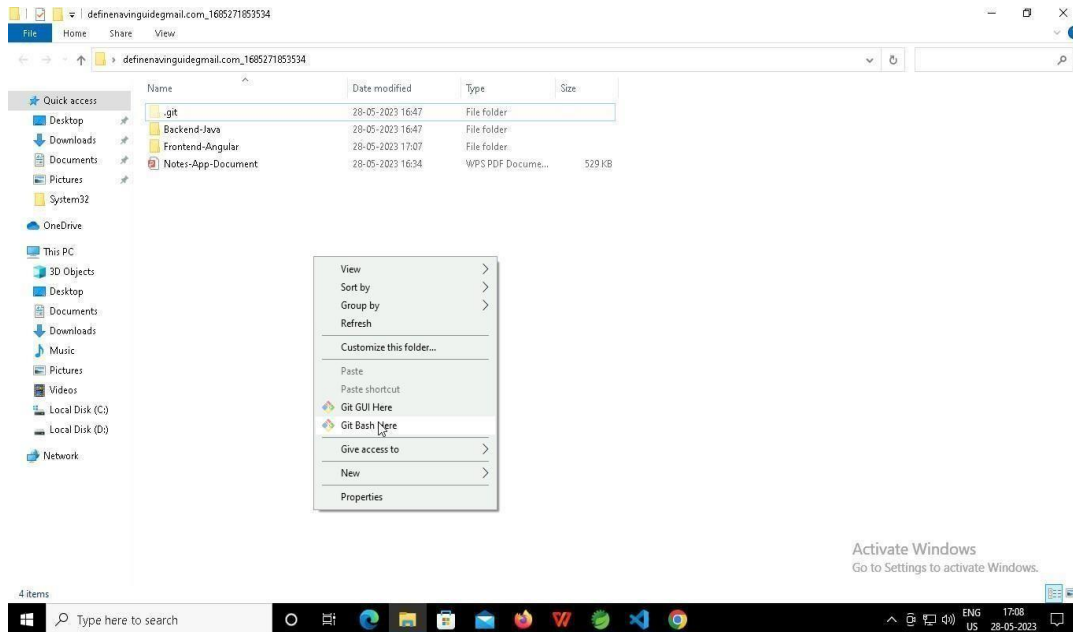 definenavinguidegmail.com_1685271853534
File Home Share View
definenavinguidegmail.com_1685271853534
Name Date modified Type Size
Quick access
Desktop
Downloads
Documents
Pictures
System32
OneDrive
This PC
3D Objects
Desktop
Documents
Downloads
Music
Pictures
Videos
Local Disk (C:)
Local Disk (D:)
Network
.git 28-05-2023 16:47 File folder
Backend-Java 28-05-2023 16:47 File folder
Frontend-Angular 28-05-2023 17:07 File folder
Notes-App-Document 28-05-2023 16:34 WPS PDF Docume... 529 KB
View
Sort by
Group by
Refresh
Customize this folder...
Paste
Paste shortcut
Git GUI Here
Git Bash Here
Give access to
New
Properties
Activate Windows
Go to Settings to activate Windows.
4 items
Type here to search
ENG
US
17:08
28-05-2023